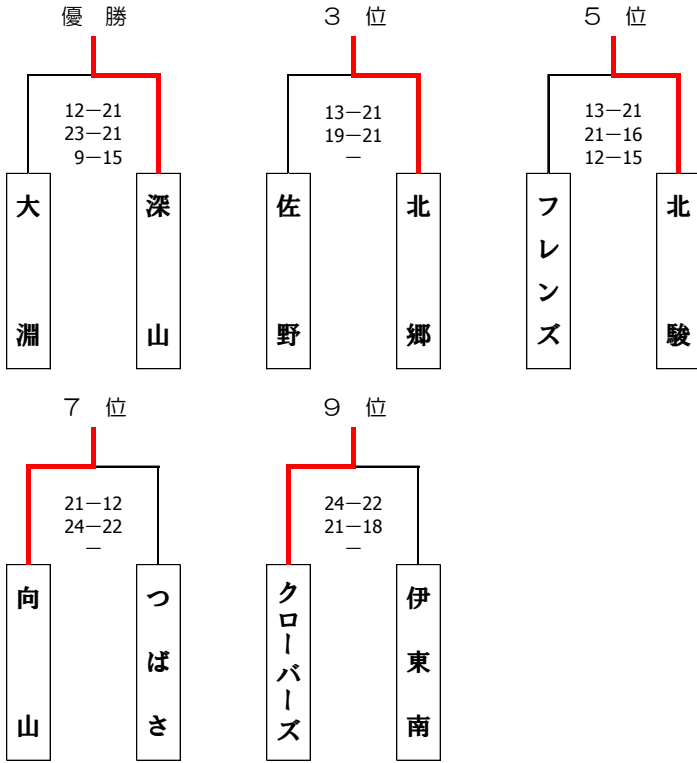 優 勝
12－21
23－21
9－15
大淵
深山
３ 位
13－21
19－21
－
佐野
北郷
５ 位
13－21
21－16
12－15
フレンズ
北駿
７ 位
21－12
24－22
－
向山
つばさ
９ 位
24－22
21－18
－
クローバーズ
伊東南